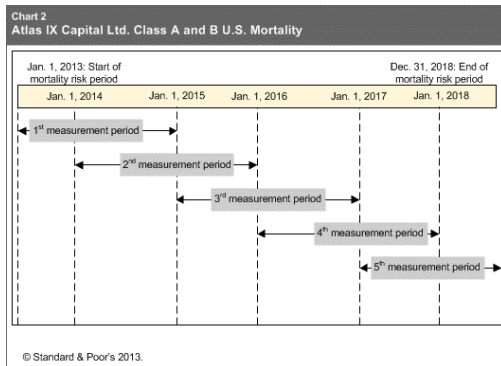 Chart 2
Atlas IX Capital Ltd. Class A and B U.S. Mortality
Jan. 1, 2013: Start of
mortality risk period
Dec. 31, 2018: End of
mortality risk period
Jan. 1, 2014 Jan. 1, 2015 Jan. 1, 2016 Jan. 1, 2017 Jan. 1, 2018
1st measurement period
2nd measurement period
3rd measurement period
4th measurement period
5th measurement period
© Standard & Poor's 2013.